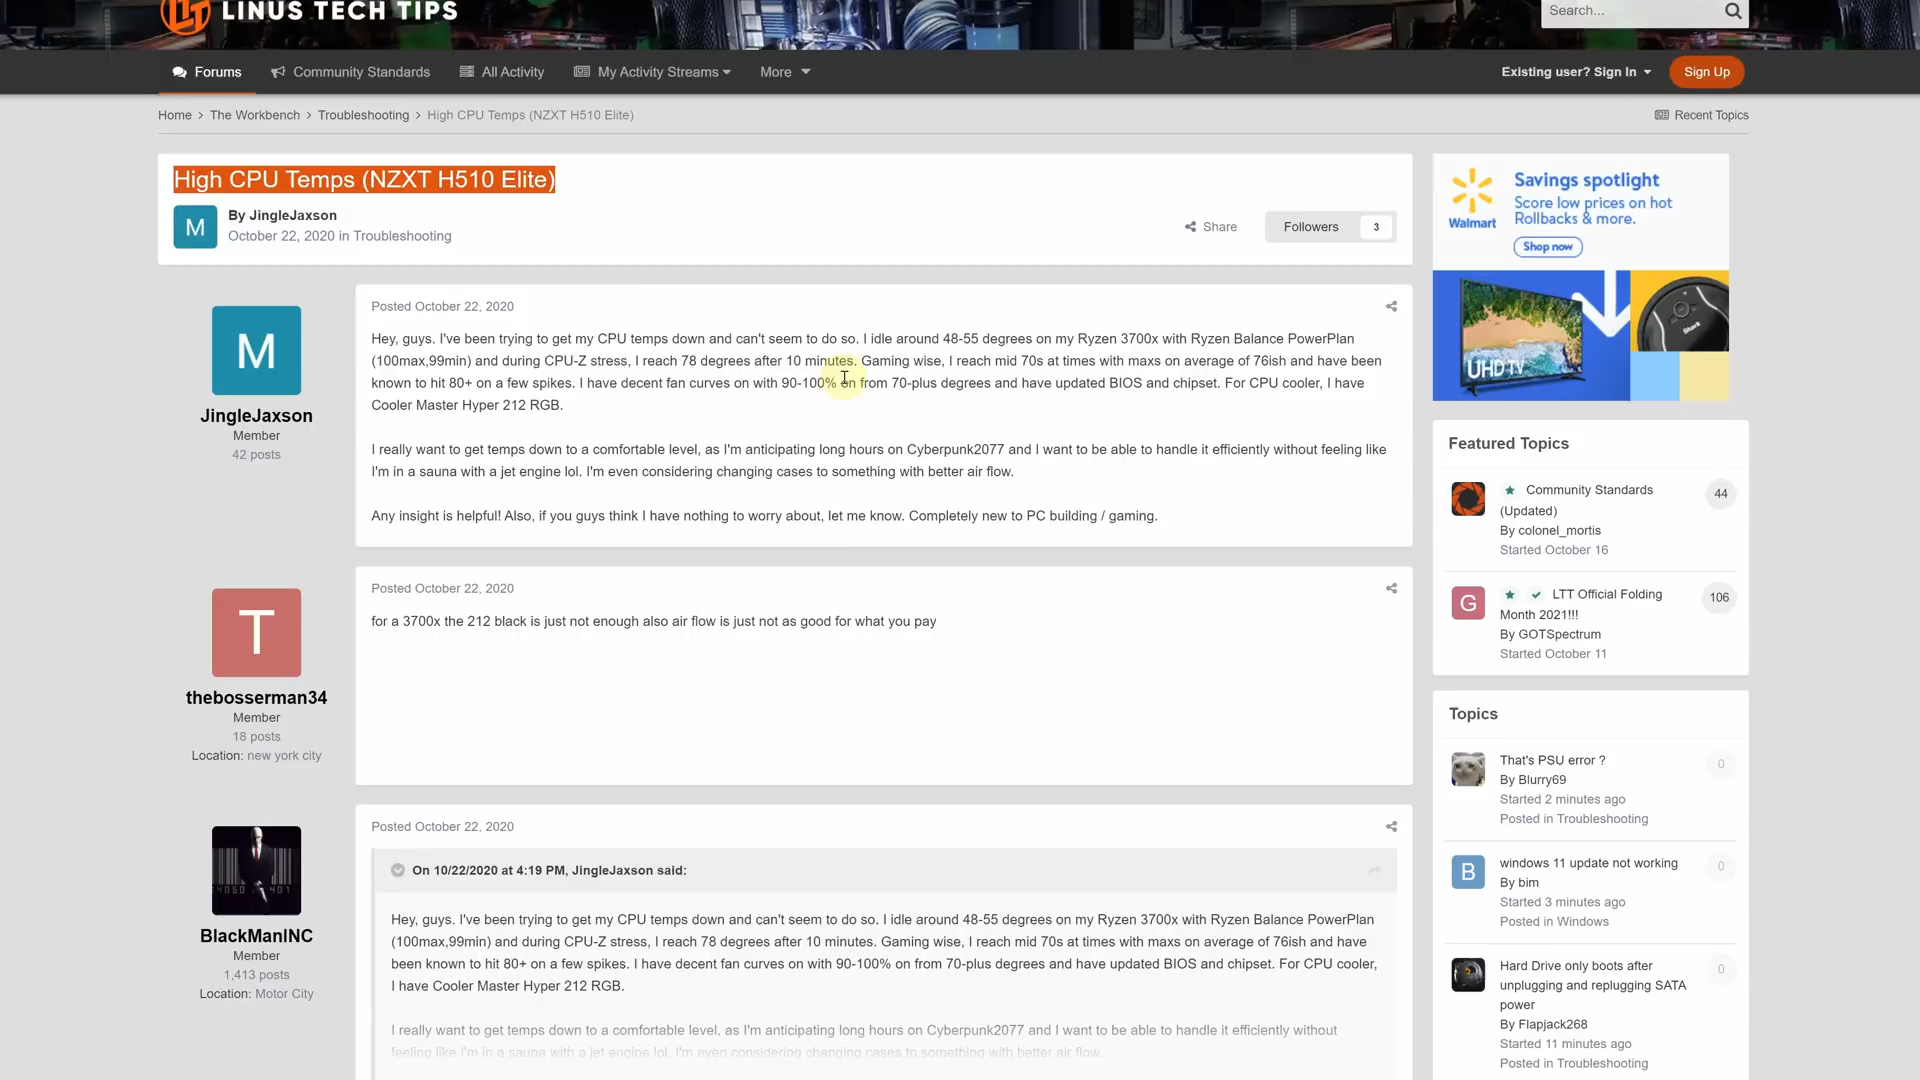 LINUS TECH TIPS
Search...
Forums
Community Standards
All Activity
My Activity Streams
More
Existing user? Sign In
Sign Up
Home > The Workbench > Troubleshooting > High CPU Temps (NZXT H510 Elite)
Recent Topics
High CPU Temps (NZXT H510 Elite)
M
By JingleJaxson
October 22, 2020 in Troubleshooting
Share
Followers 3
M
JingleJaxson
Member
42 posts
Posted October 22, 2020
Hey, guys. I've been trying to get my CPU temps down and can't seem to do so. I idle around 48-55 degrees on my Ryzen 3700x with Ryzen Balance PowerPlan
(100max,99min) and during CPU-Z stress, I reach 78 degrees after 10 minutes. Gaming wise, I reach mid 70s at times with maxs on average of 76ish and have been
known to hit 80+ on a few spikes. I have decent fan curves on with 90-100% on from 70-plus degrees and have updated BIOS and chipset. For CPU cooler, I have
Cooler Master Hyper 212 RGB.
I really want to get temps down to a comfortable level, as I'm anticipating long hours on Cyberpunk2077 and I want to be able to handle it efficiently without feeling like
I'm in a sauna with a jet engine lol. I'm even considering changing cases to something with better air flow.
Any insight is helpful! Also, if you guys think I have nothing to worry about, let me know. Completely new to PC building / gaming.
T
thebosserman34
Member
18 posts
Location: new york city
Posted October 22, 2020
for a 3700x the 212 black is just not enough also air flow is just not as good for what you pay
BlackManINC
Member
1,413 posts
Location: Motor City
Posted October 22, 2020
On 10/22/2020 at 4:19 PM, JingleJaxson said:
Hey, guys. I've been trying to get my CPU temps down and can't seem to do so. I idle around 48-55 degrees on my Ryzen 3700x with Ryzen Balance PowerPlan
(100max,99min) and during CPU-Z stress, I reach 78 degrees after 10 minutes. Gaming wise, I reach mid 70s at times with maxs on average of 76ish and have
been known to hit 80+ on a few spikes. I have decent fan curves on with 90-100% on from 70-plus degrees and have updated BIOS and chipset. For CPU cooler,
I have Cooler Master Hyper 212 RGB.
I really want to get temps down to a comfortable level, as I'm anticipating long hours on Cyberpunk2077 and I want to be able to handle it efficiently without
feeling like I'm in a sauna with a jet engine lol. I'm even considering changing cases to something with better air flow.
Walmart
Savings spotlight
Score low prices on hot
Rollbacks & more.
Shop now
UHD TV
Shark
Featured Topics
Community Standards
(Updated)
By colonel_mortis
Started October 16
44
G
LTT Official Folding
Month 2021!!!
By GOTSpectrum
Started October 11
106
Topics
That's PSU error ?
By Blurry69
Started 2 minutes ago
Posted in Troubleshooting
0
B
windows 11 update not working
By bim
Started 3 minutes ago
Posted in Windows
0
Hard Drive only boots after
unplugging and replugging SATA
power
By Flapjack268
Started 11 minutes ago
Posted in Troubleshooting
0